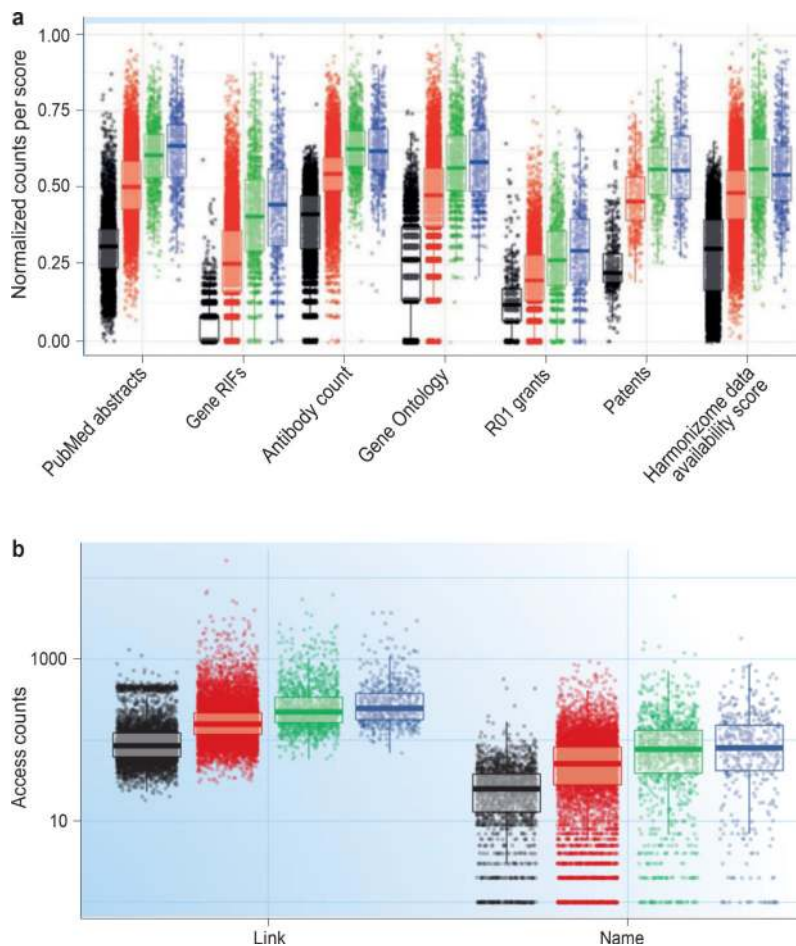 a
Normalized counts per score
1.00
0.75
0.50
0.25
0.00
PubMed abstracts
Gene RIFs
Antibody count
Gene Ontology
R01 grants
Patents
Harmonizome data
availability score
b
Access counts
1000
10
Link
Name